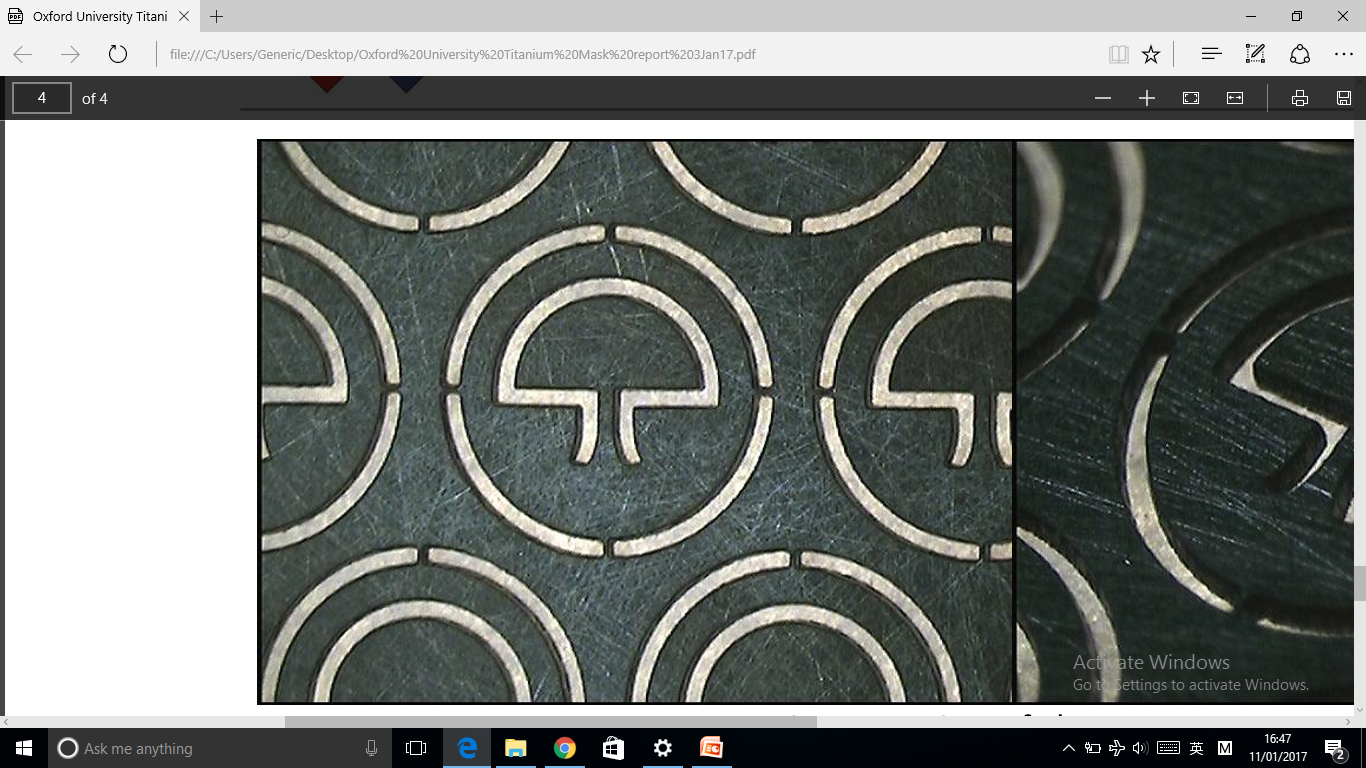 Oxford University Titani
file:///C:/Users/Generic/Desktop/Oxford%20University%20Titanium%20Mask%20report%203Jan17.pdf
4 of 4
Activate Windows
Go to Settings to activate Windows.
Ask me anything
英 M 16:47
11/01/2017
2